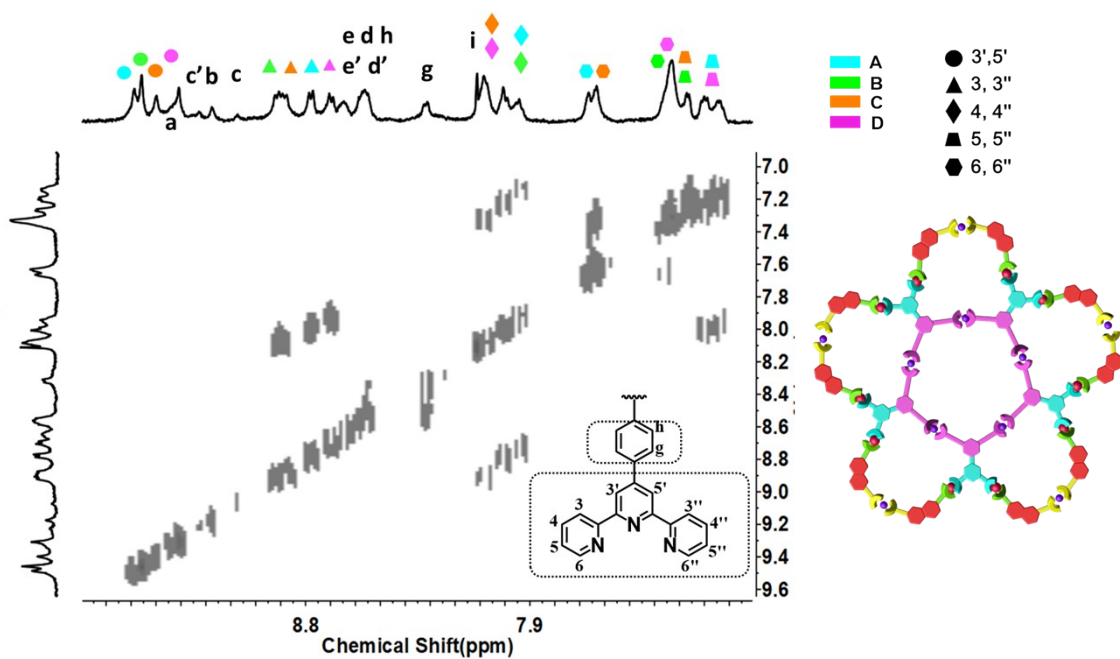 e d h
i
c’ b c e’ d’ g
a
A
B
C
D
3',5'
3, 3''
4, 4''
5, 5''
6, 6''
7.0
7.2
7.4
7.6
7.8
8.0
8.2
8.4
8.6
8.8
9.0
9.2
9.4
9.6
h
g
3' 5'
3 3''
4 4''
N
5 N N 5''
6 6''
8.8 7.9
Chemical Shift(ppm)